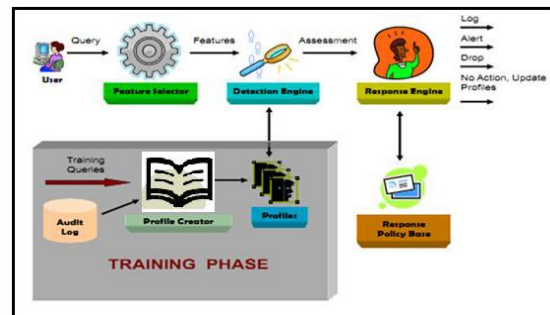 Query
Features
Assessment
Log
Alert
Drop
No Action, Update
Profiles
User
Feature Selector
Detection Engine
Response Engine
Training
Queries
Audit
Log
Profile Creator
Profiles
Response
Policy Base
TRAINING PHASE